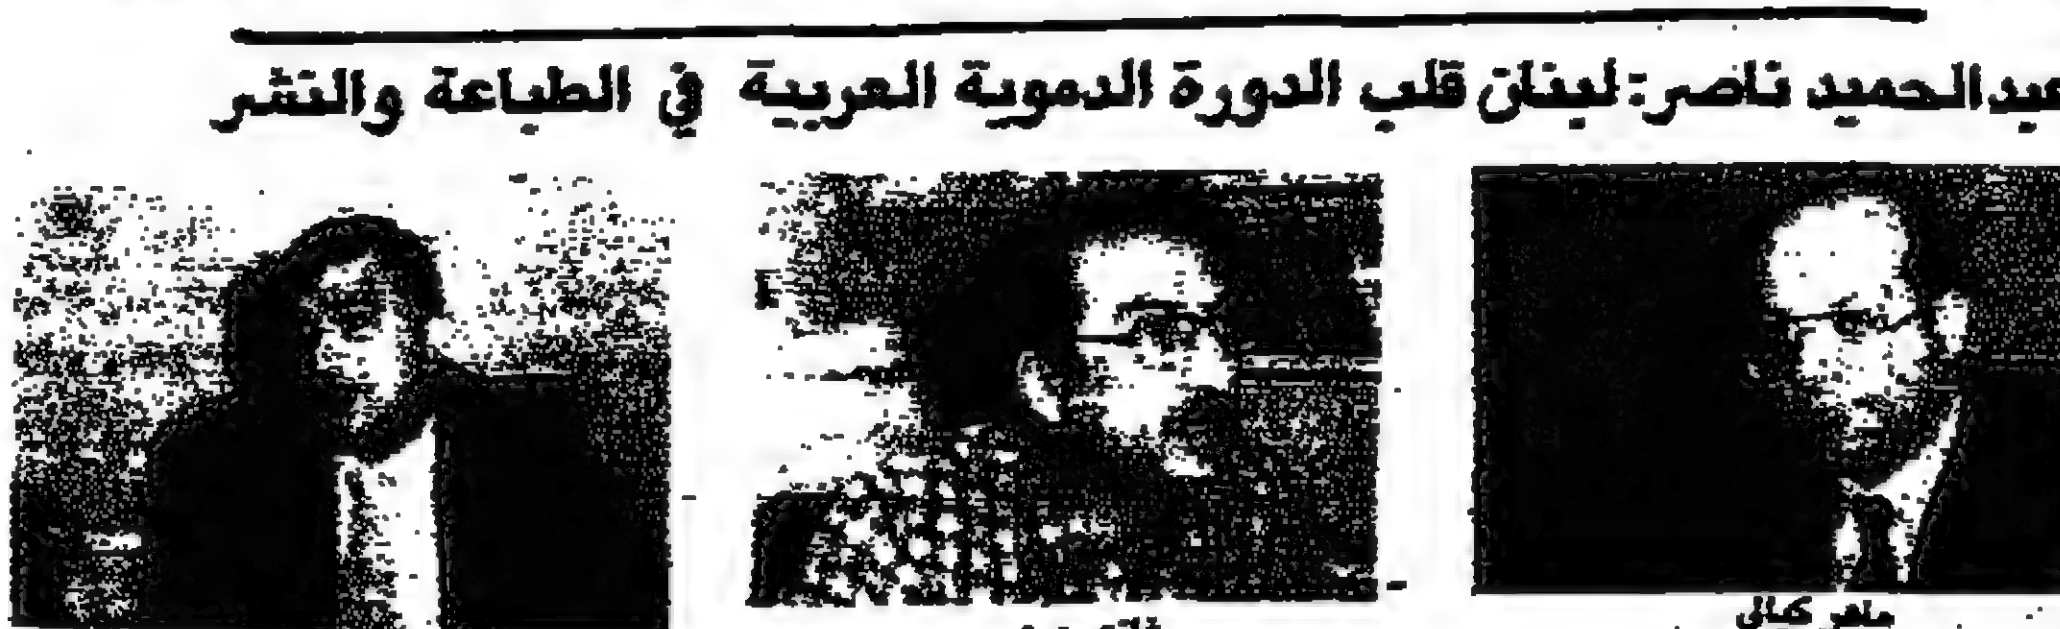 عبدالحميد ناصر: لبنان قلب الدورة الدموية العربية في الطباعة والنشر
ماهر كيالي